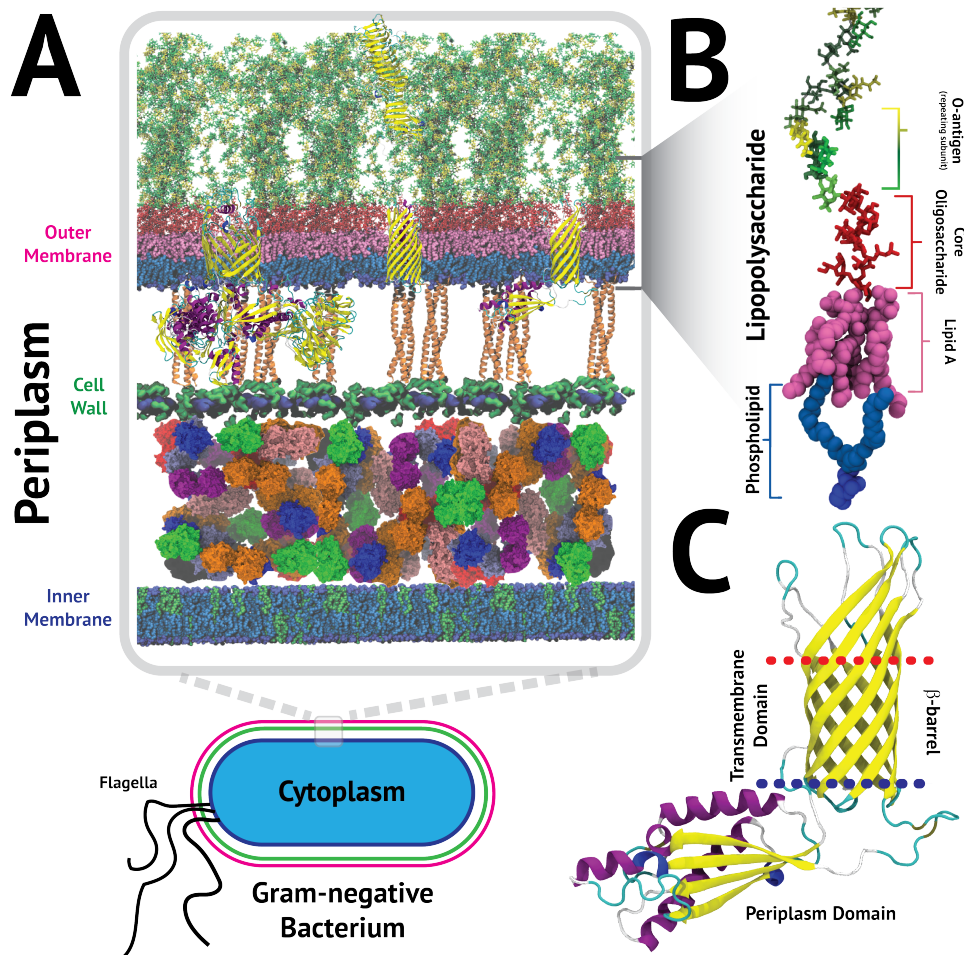 A
Outer
Membrane
Periplasm
Cell
Wall
Inner
Membrane
Flagella
Cytoplasm
Gram-negative
Bacterium
B
Lipopolysaccharide
O-antigen
(repeating subunit)
Core
Oligosaccharide
Lipid A
Phospholipid
C
Transmembrane
Domain
β-barrel
Periplasm Domain